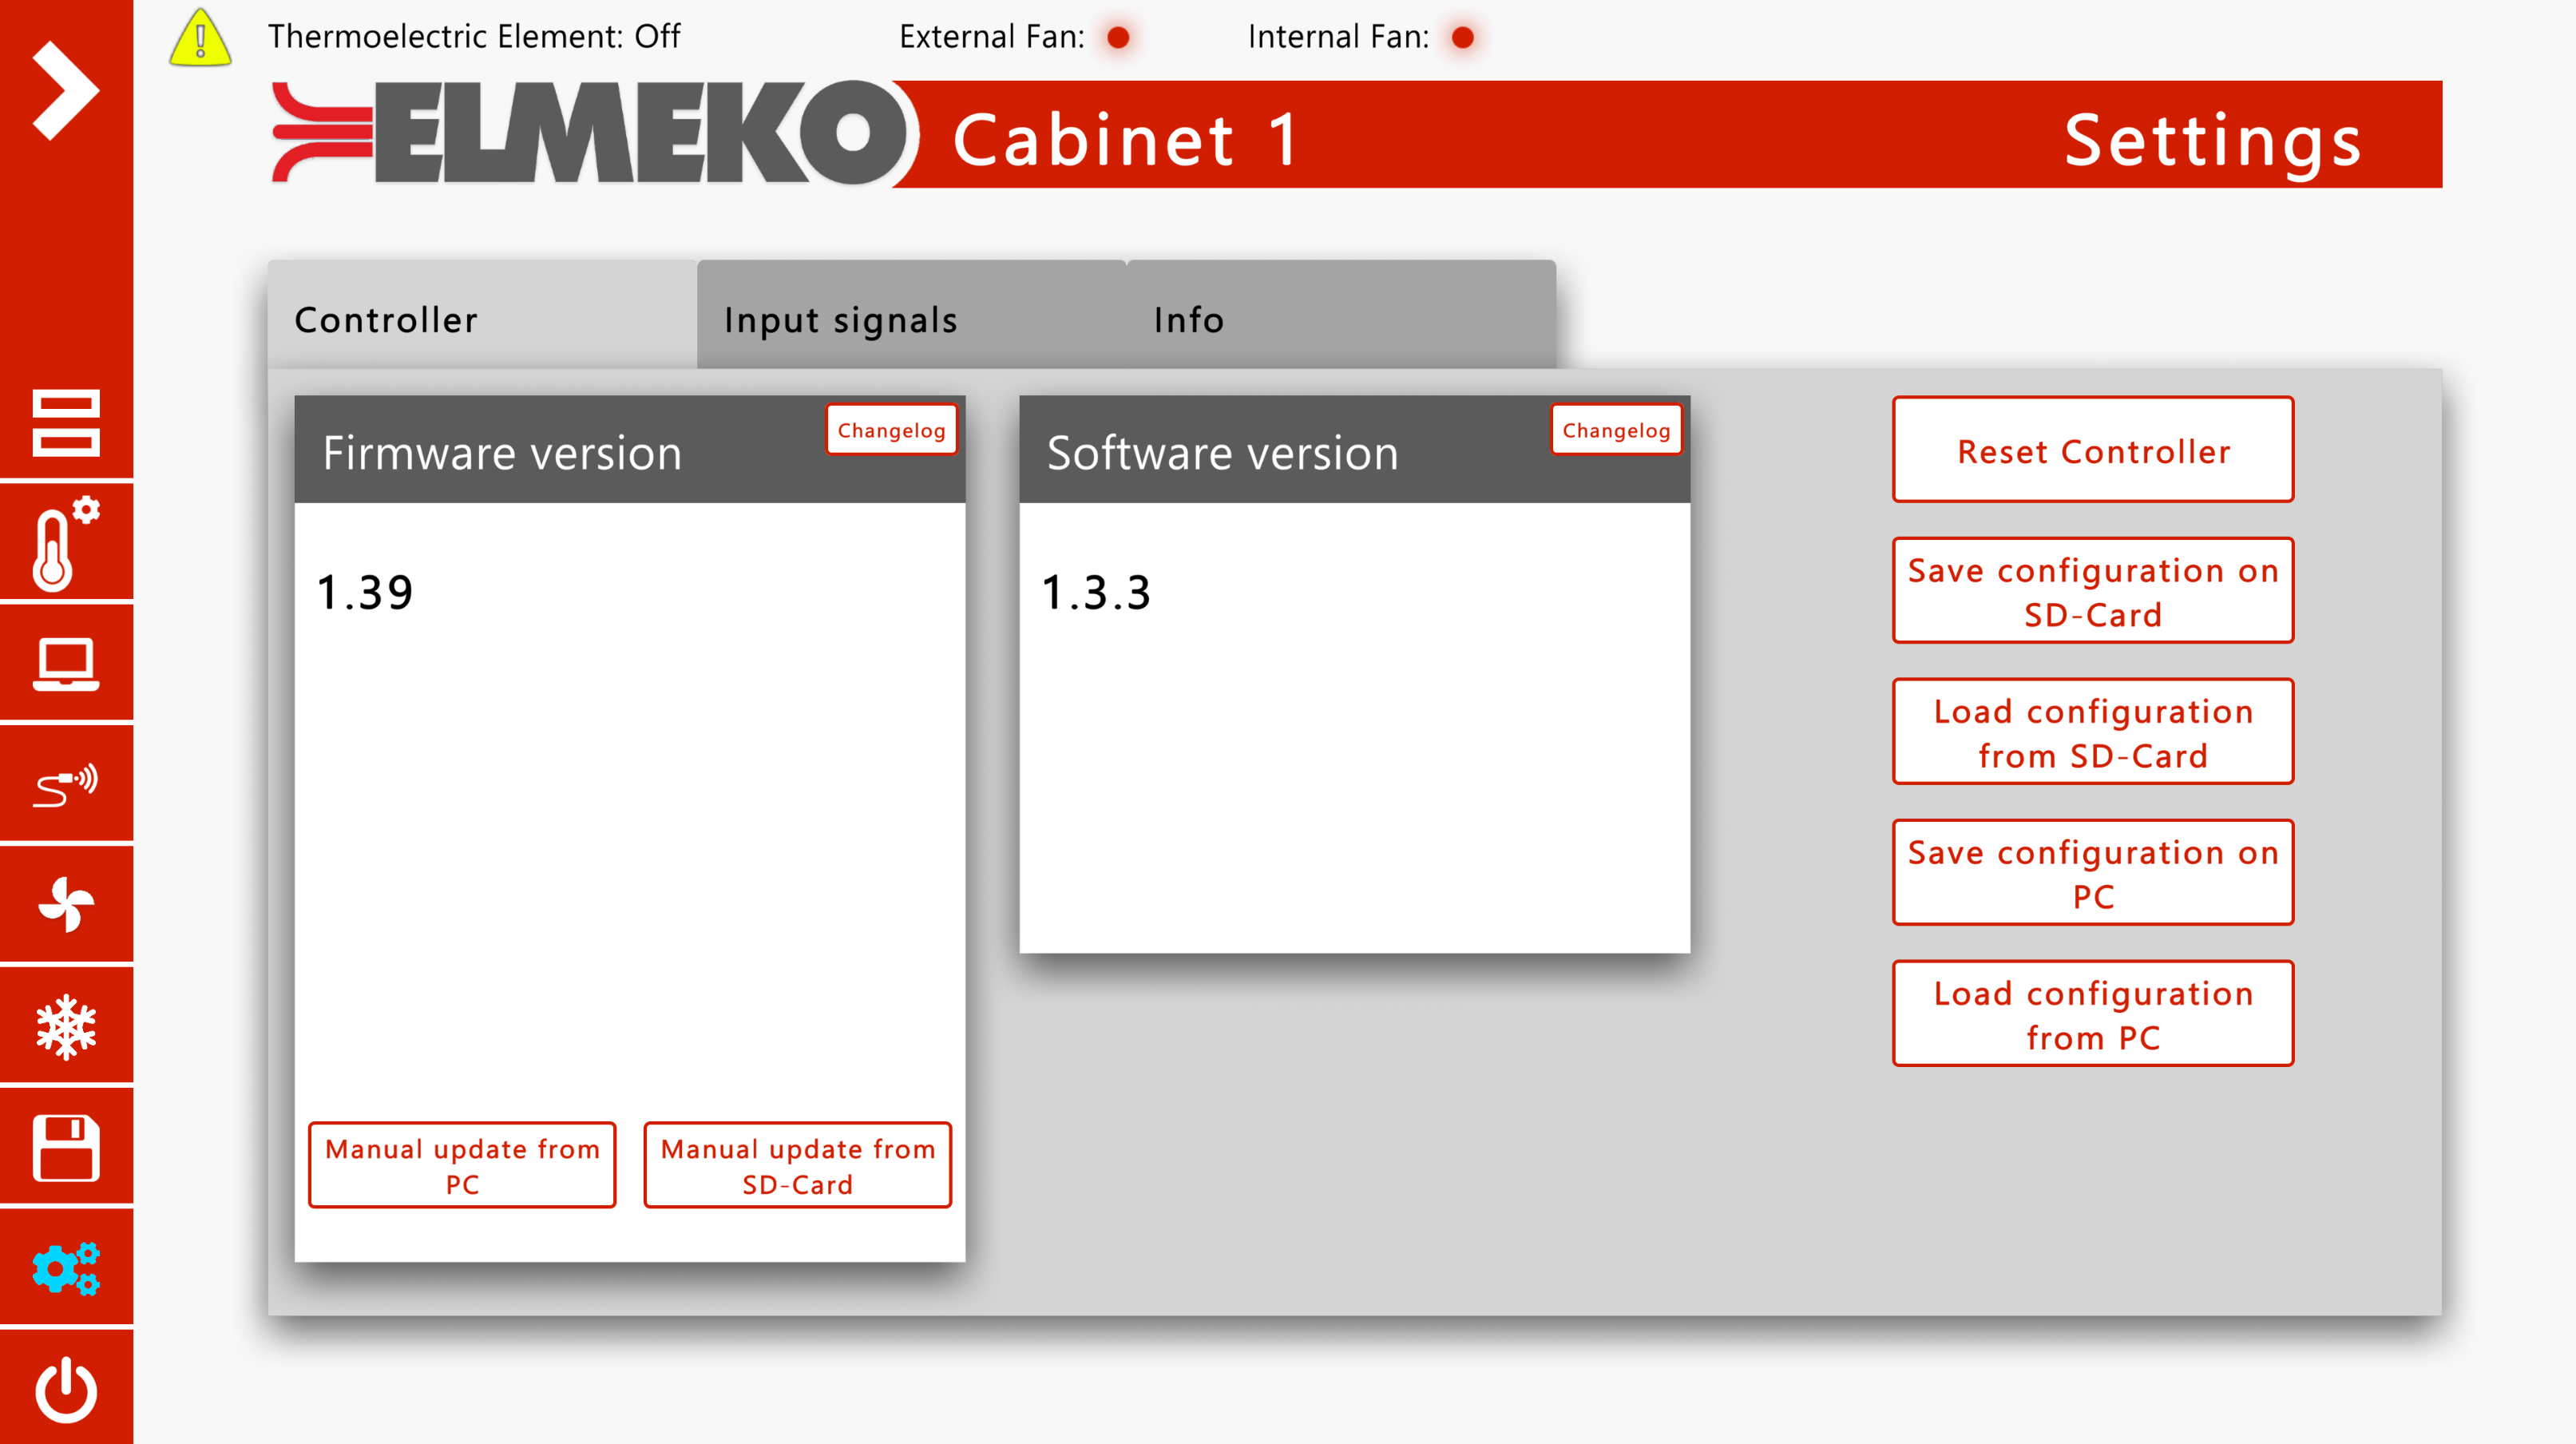 Thermoelectric Element: Off External Fan: Internal Fan:
ELMEKO Cabinet 1 Settings
Controller Input signals Info
Firmware version Changelog
1.39
Manual update from
PC
Manual update from
SD-Card
Software version Changelog
1.3.3
Reset Controller
Save configuration on
SD-Card
Load configuration
from SD-Card
Save configuration on
PC
Load configuration
from PC